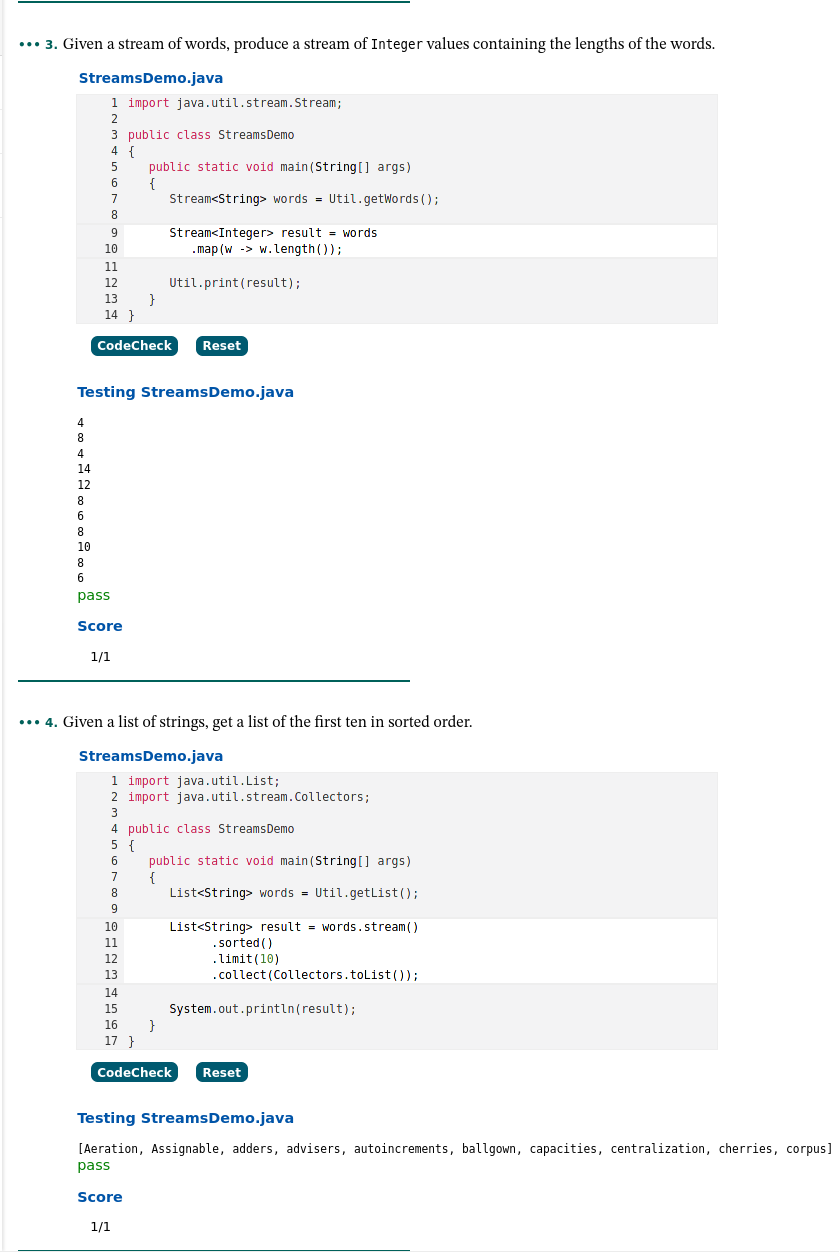 ••• 3. Given a stream of words, produce a stream of Integer values containing the lengths of the words.
StreamsDemo.java
1 import java.util.stream.Stream;
2
3 public class StreamsDemo
4 {
5    public static void main(String[] args)
6    {
7       Stream<String> words = Util.getWords();
8
9       Stream<Integer> result = words
10         .map(w -> w.length());
11
12      Util.print(result);
13   }
14 }
CodeCheck Reset
Testing StreamsDemo.java
4
8
4
14
12
8
6
8
10
8
6
pass
Score
1/1
••• 4. Given a list of strings, get a list of the first ten in sorted order.
StreamsDemo.java
1 import java.util.List;
2 import java.util.stream.Collectors;
3
4 public class StreamsDemo
5 {
6    public static void main(String[] args)
7    {
8       List<String> words = Util.getList();
9
10      List<String> result = words.stream()
11            .sorted()
12            .limit(10)
13            .collect(Collectors.toList());
14
15      System.out.println(result);
16   }
17 }
CodeCheck Reset
Testing StreamsDemo.java
[Aeration, Assignable, adders, advisers, autoincrements, ballgown, capacities, centralization, cherries, corpus]
pass
Score
1/1